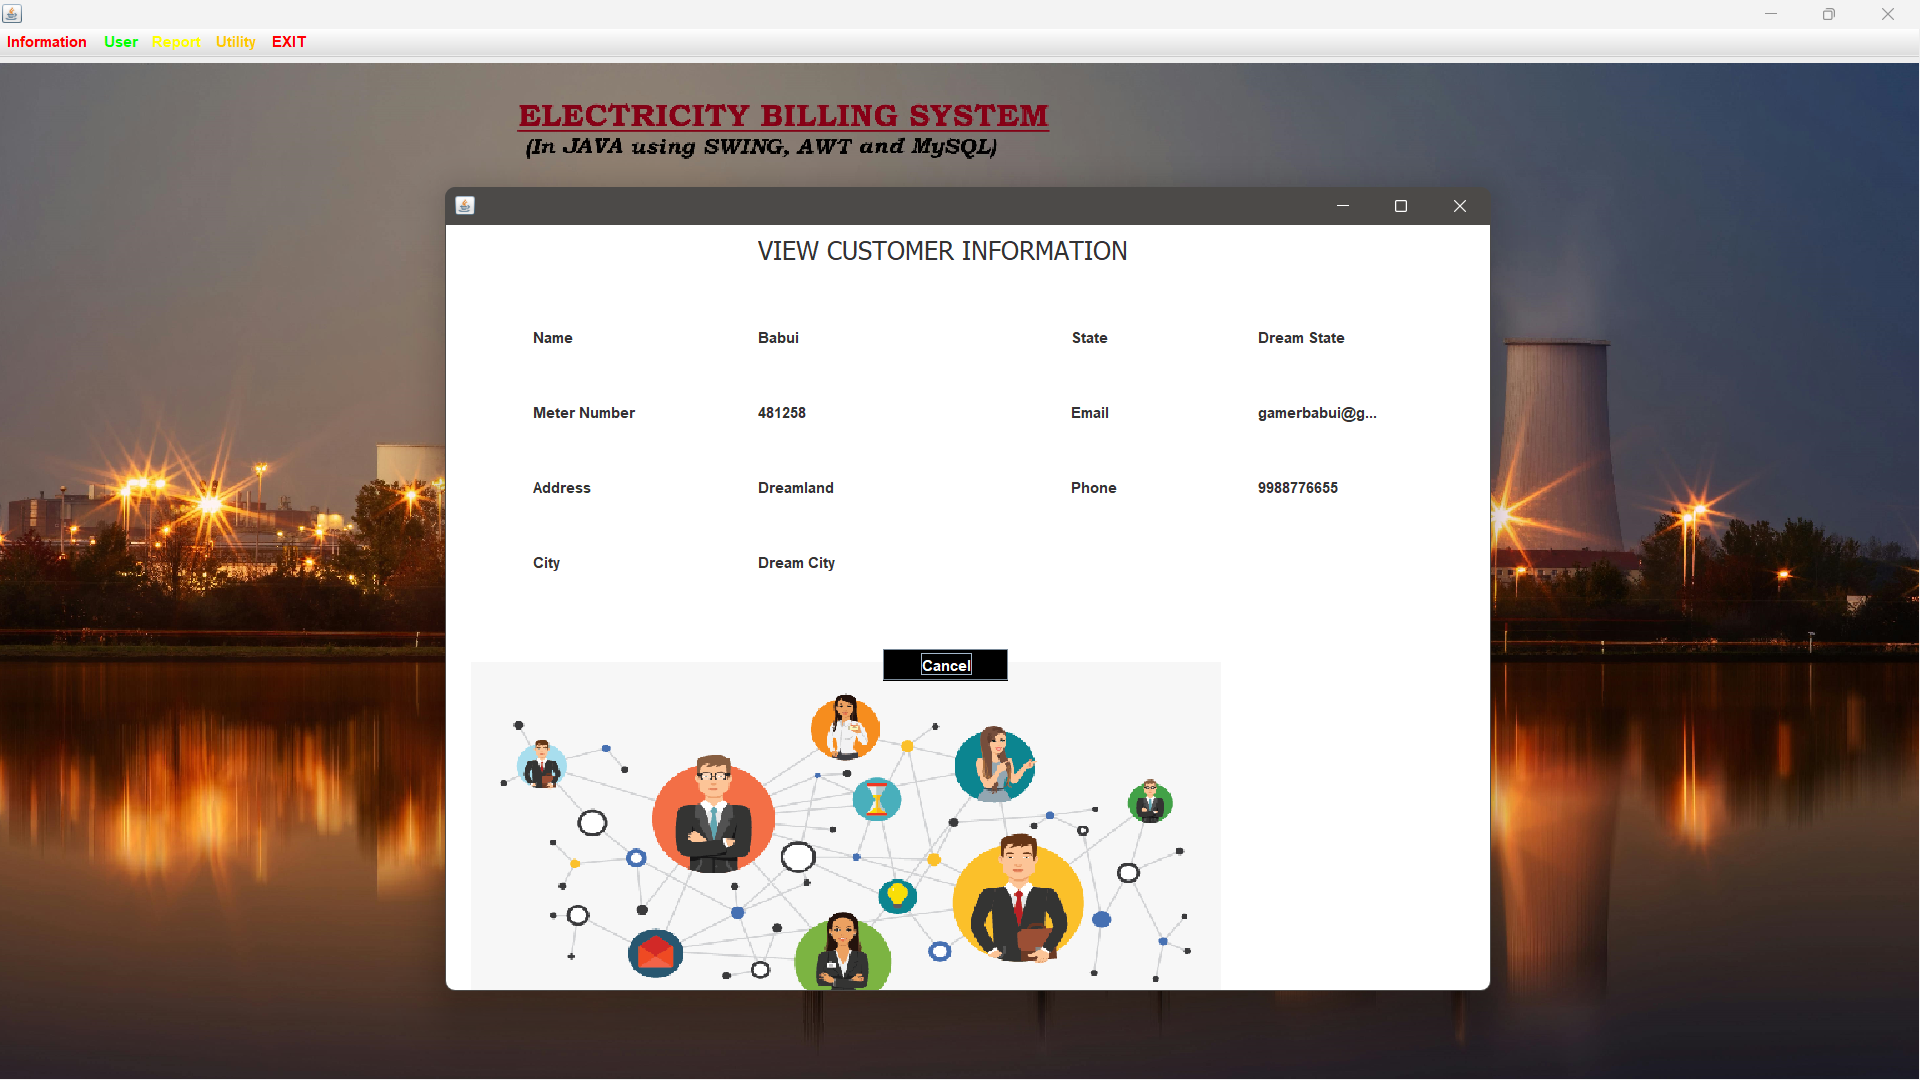 Information User Report Utility EXIT
ELECTRICITY BILLING SYSTEM
(In JAVA using SWING, AWT and MySQL)
VIEW CUSTOMER INFORMATION
Name Babui State Dream State
Meter Number 481258 Email gamerbabui@g...
Address Dreamland Phone 9988776655
City Dream City
Cancel